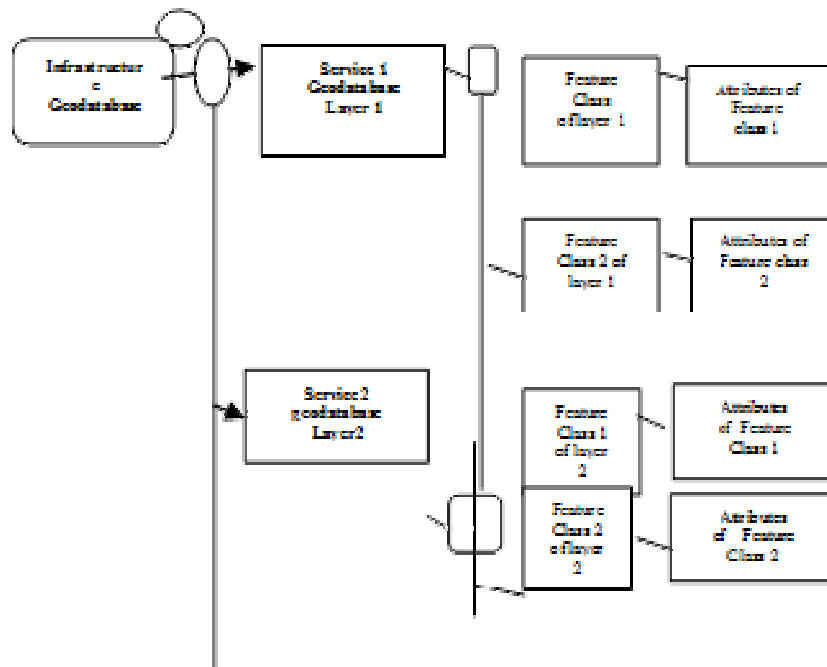 Infrastructur
e
Geodatabase
Service 1
Geodatabase
Layer 1
Feature
Class
of layer 1
Attributes of
Feature
class 1
Feature
Class 2 of
layer 1
Attributes of
Feature class
2
Service2
geodatabase
Layer2
Feature
Class 1
of layer
2
Attributes
of Feature
Class 1
Feature
Class 2
of layer
2
Attributes
of Feature
Class 2